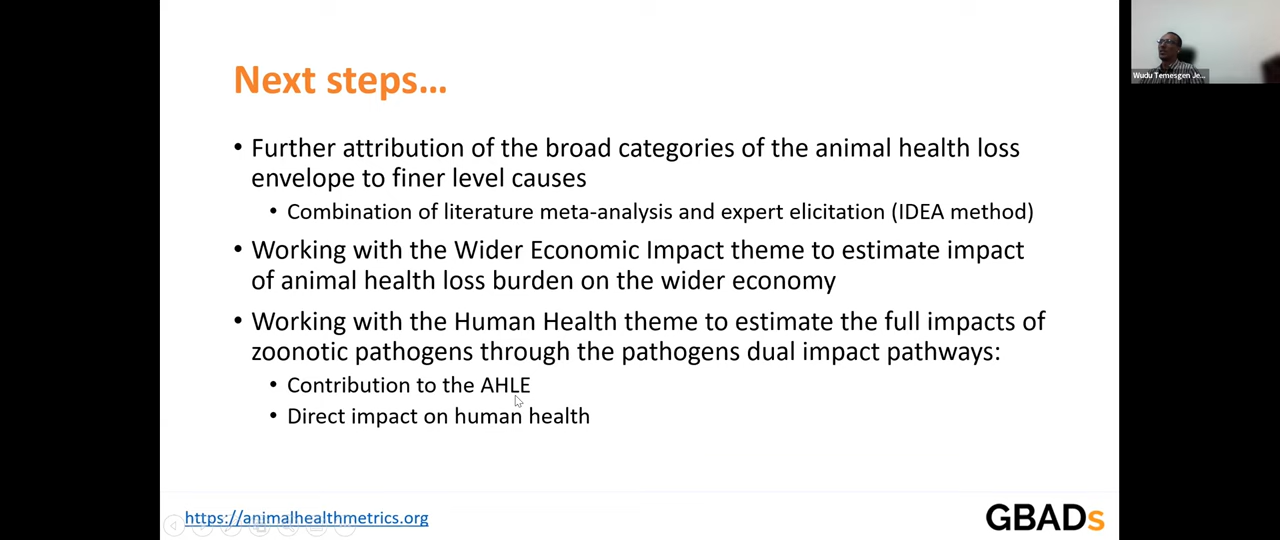 Next steps...
• Further attribution of the broad categories of the animal health loss
envelope to finer level causes
• Combination of literature meta-analysis and expert elicitation (IDEA method)
• Working with the Wider Economic Impact theme to estimate impact
of animal health loss burden on the wider economy
• Working with the Human Health theme to estimate the full impacts of
zoonotic pathogens through the pathogens dual impact pathways:
• Contribution to the AHLE
• Direct impact on human health
https://animalhealthmetrics.org
GBADs
Wudu Temesgen Je...